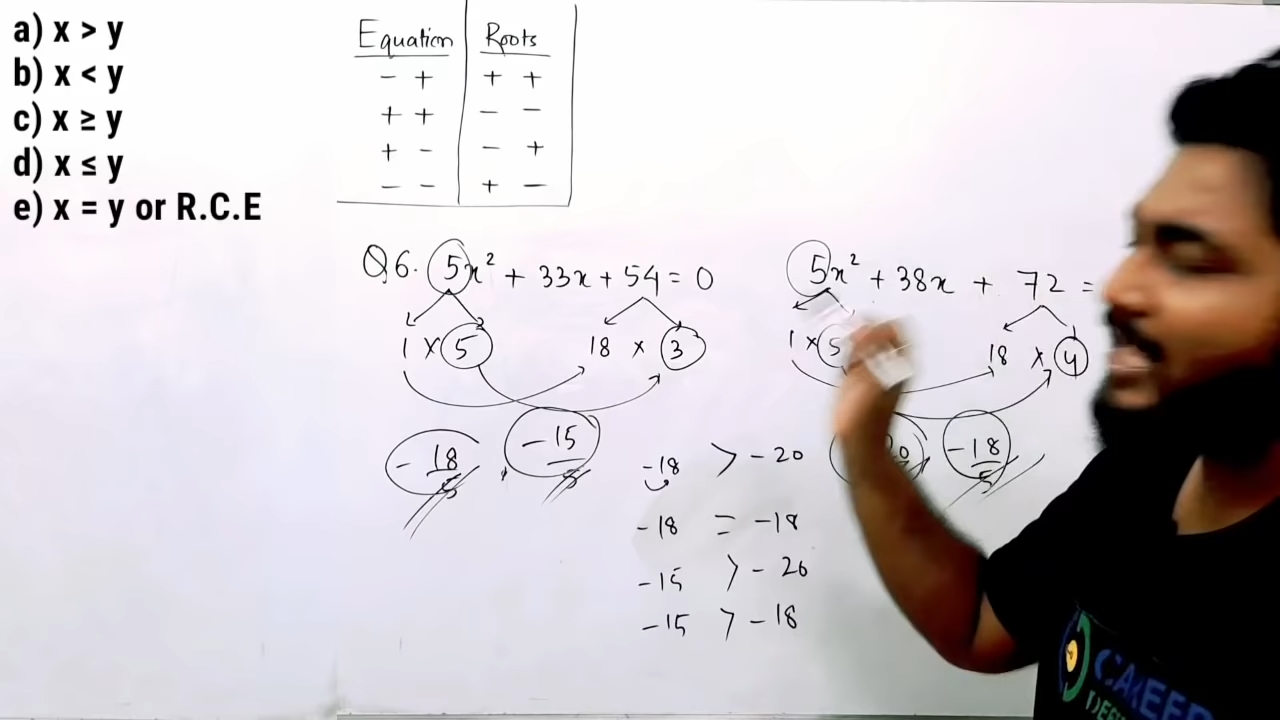 a) x > y
b) x < y
c) x ≥ y
d) x ≤ y
e) x = y or R.C.E
Equation Roots
- + + +
+ + - -
+ - - +
- - + -
Q6. 5x² + 33x + 54 = 0
1 × 5 18 × 3
-18/5 -15/5
5x² + 38x + 72 =
1 × 5 18 × 4
-18/5
-18 > -20
-18 = -18
-15 > -20
-15 > -18
CAREER